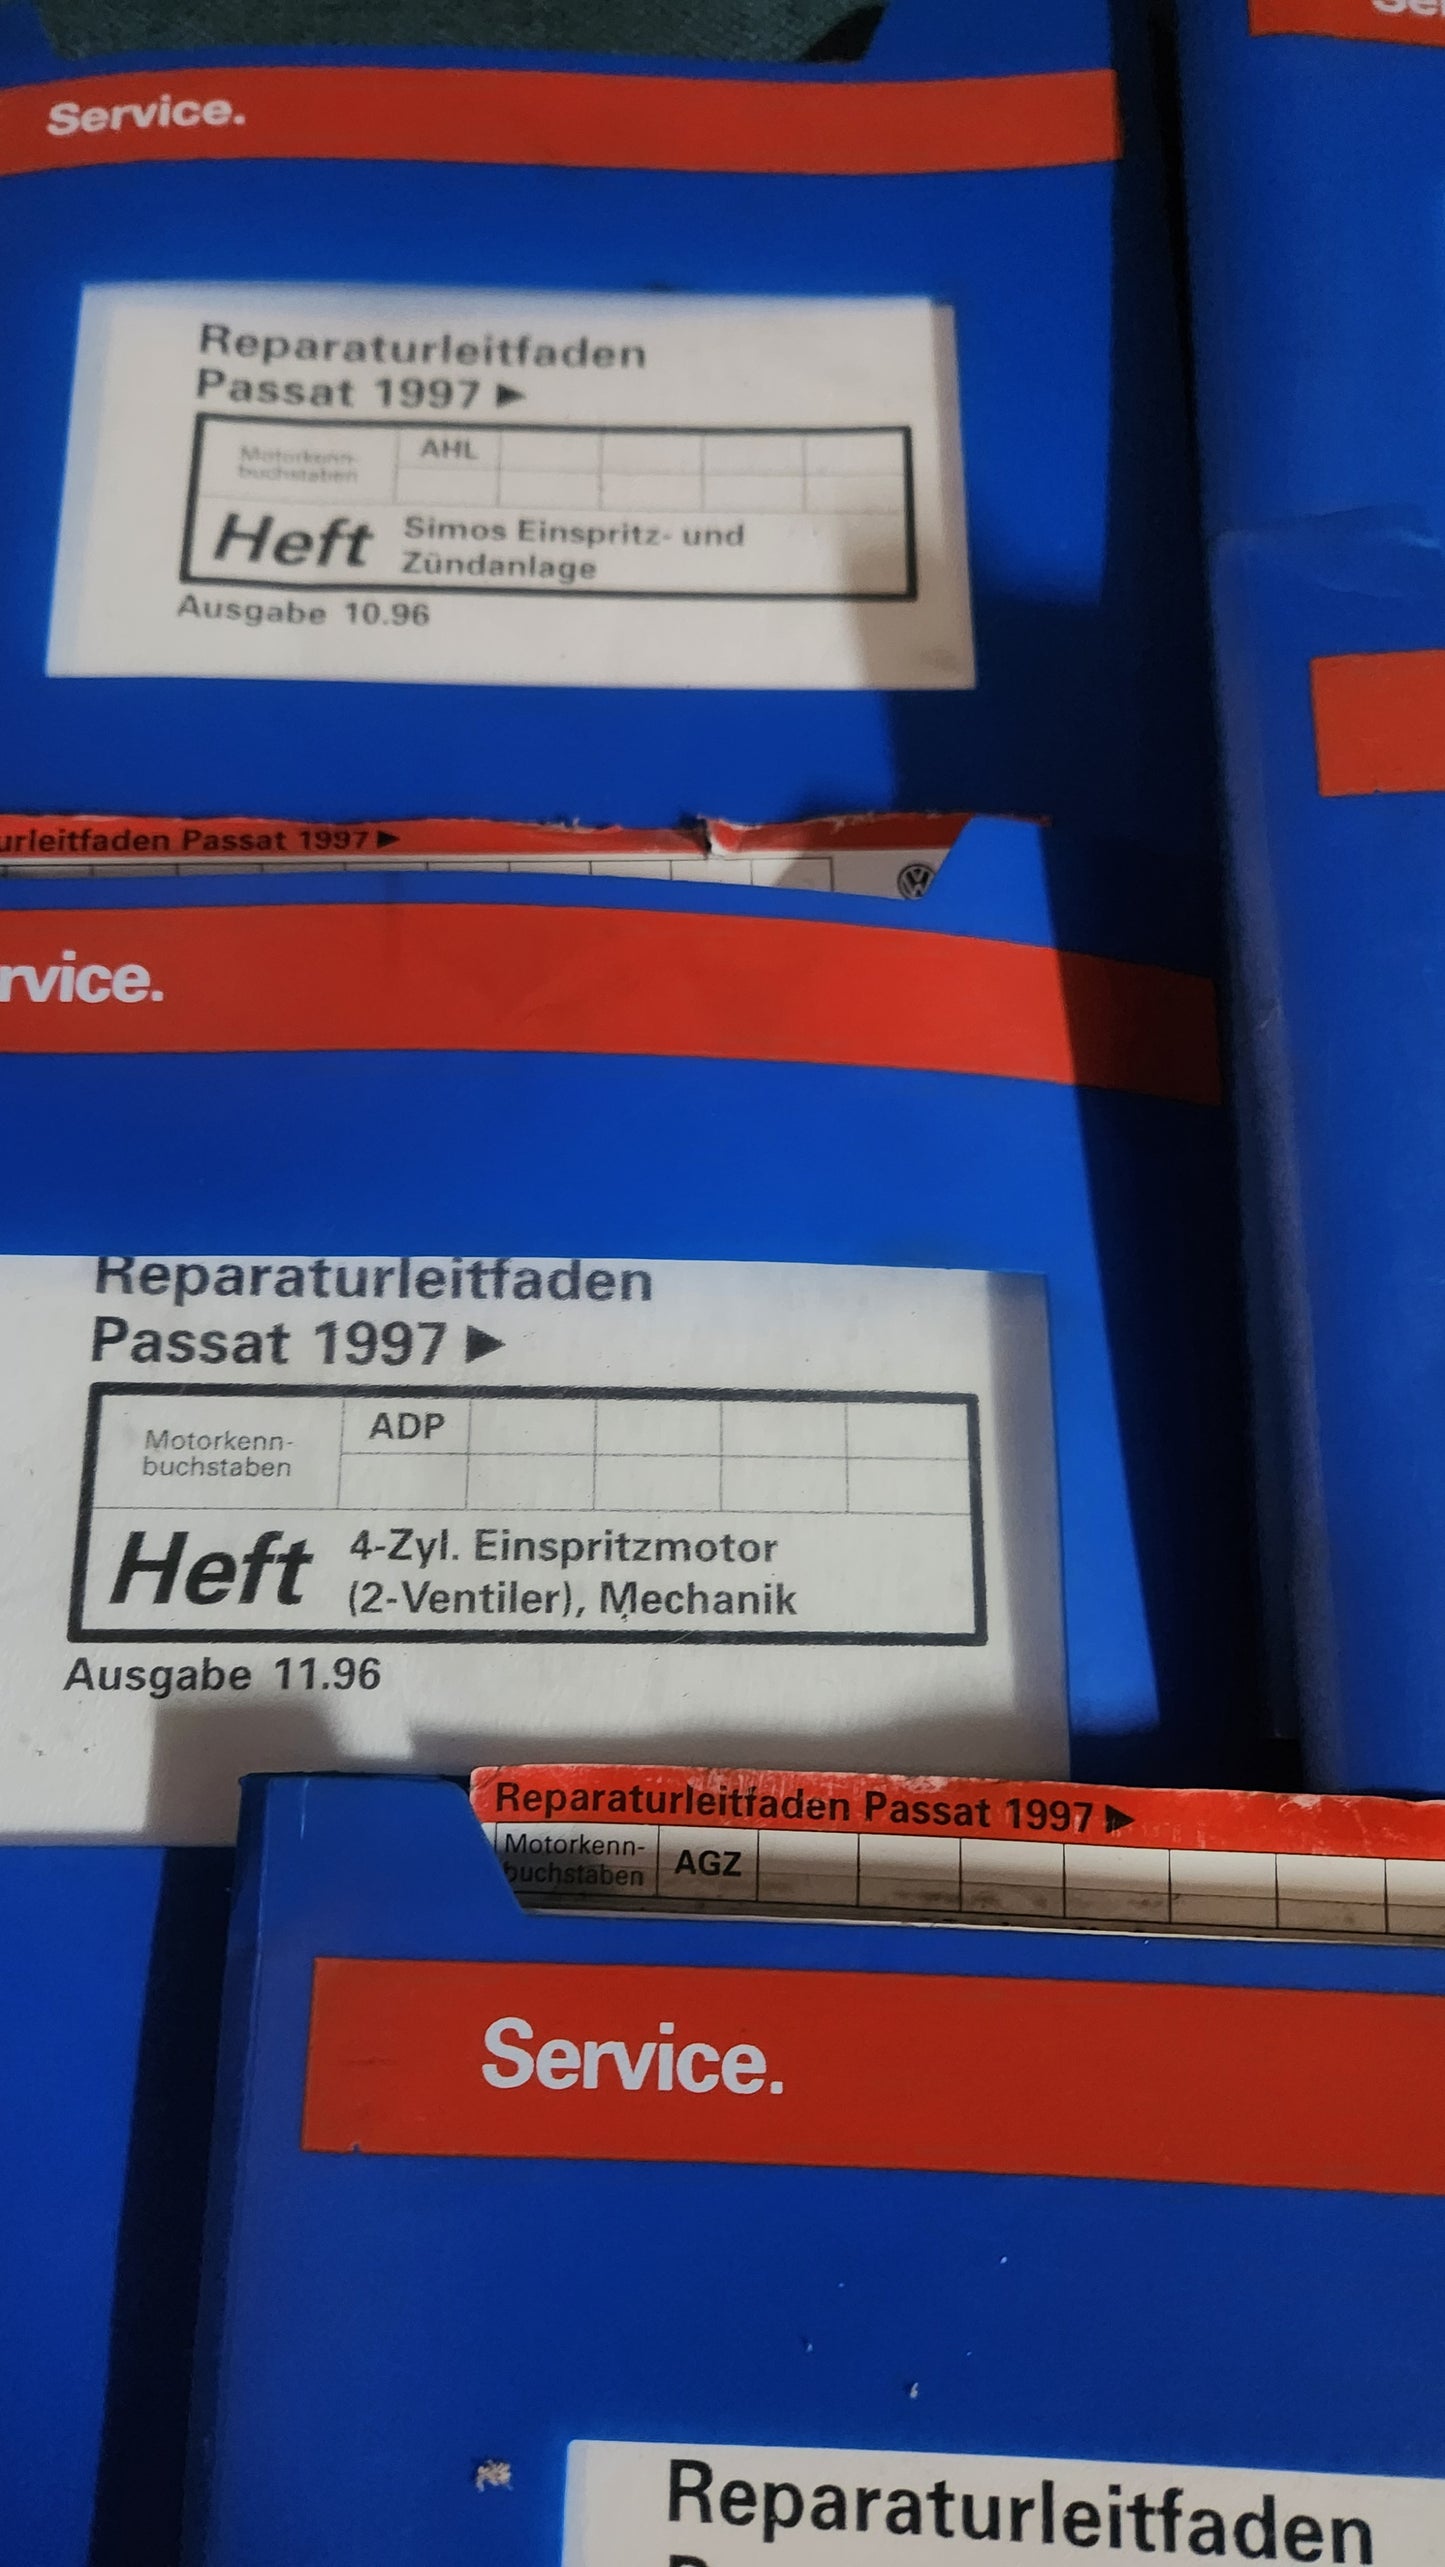 Se
Service.
Reparaturleitfaden
Passat 1997 ►
Motorkenn-
buchstaben
AHL
Heft
Simos Einspritz- und
Zündanlage
Ausgabe 10.96
urleitfaden Passat 1997 ►
rvice.
Reparaturleitfaden
Passat 1997 ►
Motorkenn-
buchstaben
ADP
Heft
4-Zyl. Einspritzmotor
(2-Ventiler), Mechanik
Ausgabe 11.96
Reparaturleitfaden Passat 1997 ►
Motorkenn-
buchstaben
AGZ
Service.
Reparaturleitfaden